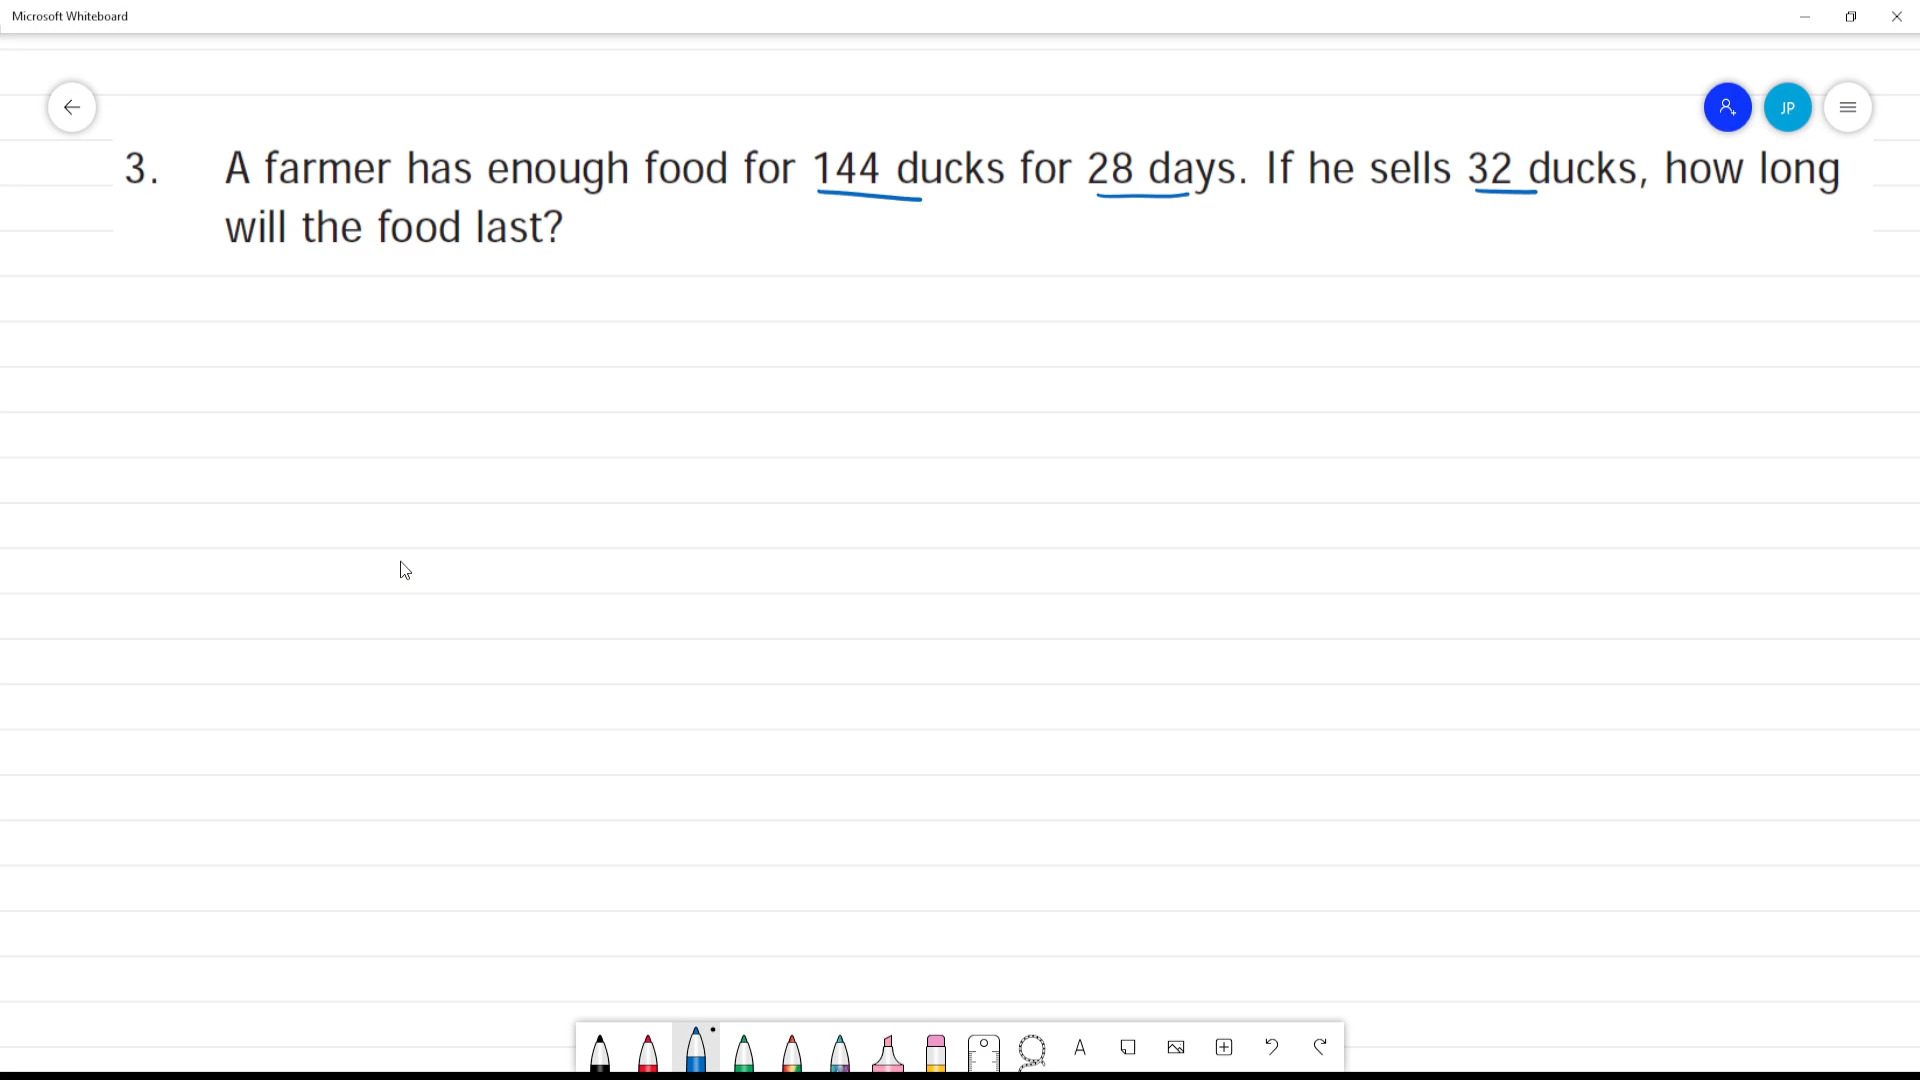 Microsoft Whiteboard
JP
3. A farmer has enough food for 144 ducks for 28 days. If he sells 32 ducks, how long
will the food last?
A